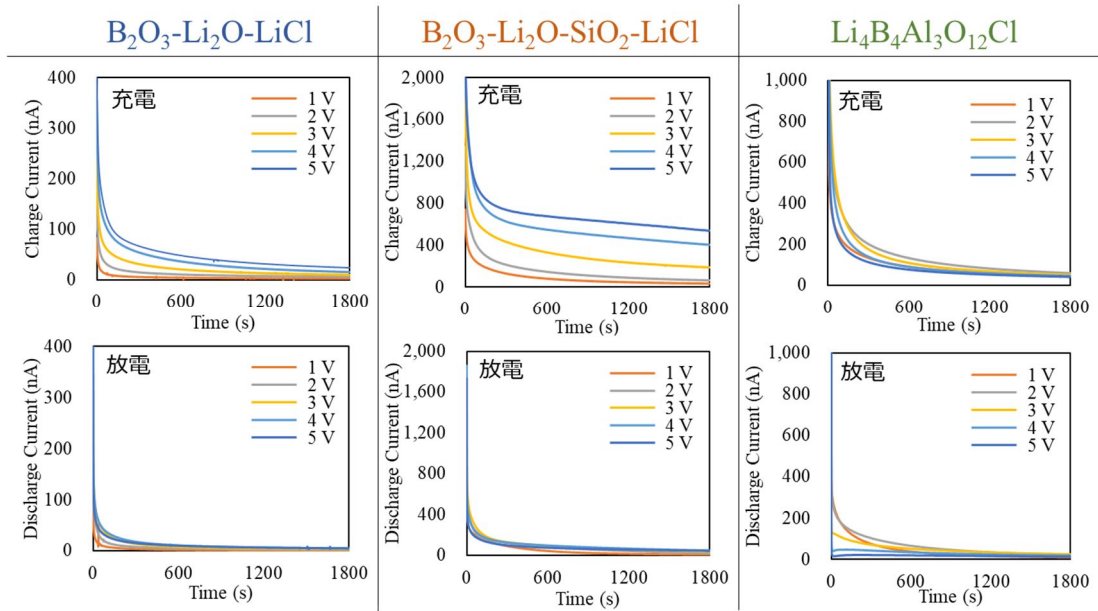 B₂O₃-Li₂O-LiCl
B₂O₃-Li₂O-SiO₂-LiCl
Li₄B₄Al₃O₁₂Cl
充電
Charge Current (nA)
400
300
200
100
0
0
600
1200
1800
Time (s)
1 V
2 V
3 V
4 V
5 V
充電
Charge Current (nA)
2,000
1,600
1,200
800
400
0
0
600
1200
1800
Time (s)
1 V
2 V
3 V
4 V
5 V
充電
Charge Current (nA)
1,000
800
600
400
200
0
0
600
1200
1800
Time (s)
1 V
2 V
3 V
4 V
5 V
放電
Discharge Current (nA)
400
300
200
100
0
0
600
1200
1800
Time (s)
1 V
2 V
3 V
4 V
5 V
放電
Discharge Current (nA)
2,000
1,600
1,200
800
400
0
0
600
1200
1800
Time (s)
1 V
2 V
3 V
4 V
5 V
放電
Discharge Current (nA)
1,000
800
600
400
200
0
0
600
1200
1800
Time (s)
1 V
2 V
3 V
4 V
5 V